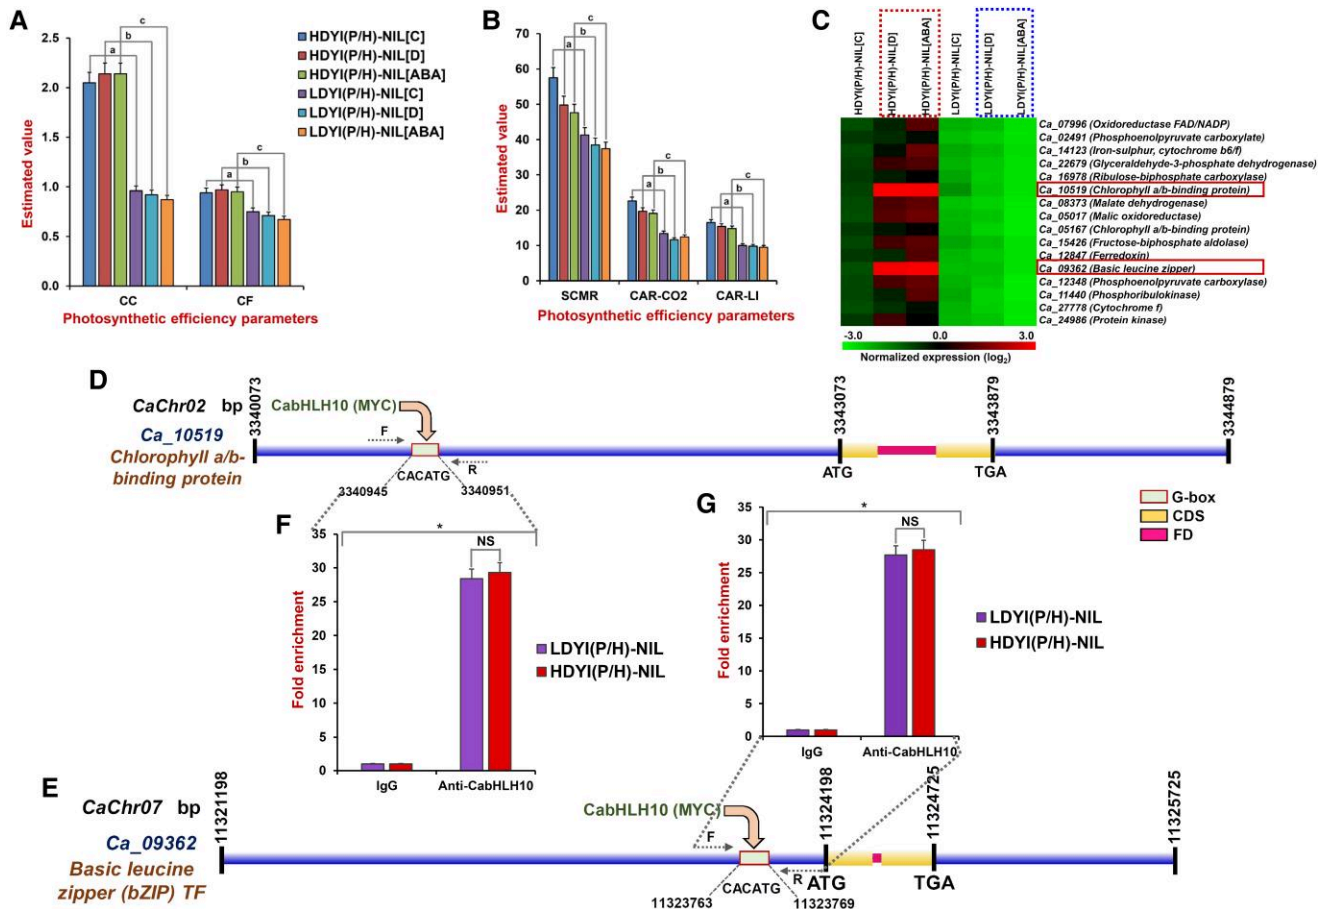 A
2.5
2.0
1.5
1.0
0.5
0.0
Estimated value
a
b
c
a
b
c
CC
CF
Photosynthetic efficiency parameters
HDYI(P/H)-NIL[C]
HDYI(P/H)-NIL[D]
HDYI(P/H)-NIL[ABA]
LDYI(P/H)-NIL[C]
LDYI(P/H)-NIL[D]
LDYI(P/H)-NIL[ABA]
B
70
60
50
40
30
20
10
0
Estimated value
a
b
c
a
b
c
a
b
c
SCMR
CAR-CO2
CAR-LI
Photosynthetic efficiency parameters
C
HDYI(P/H)-NIL[C]
HDYI(P/H)-NIL[D]
HDYI(P/H)-NIL[ABA]
LDYI(P/H)-NIL[C]
LDYI(P/H)-NIL[D]
LDYI(P/H)-NIL[ABA]
Ca_07996 (Oxidoreductase FAD/NADP)
Ca_02491 (Phosphoenolpyruvate carboxylate)
Ca_14123 (Iron-sulphur, cytochrome b6/f)
Ca_22679 (Glyceraldehyde-3-phosphate dehydrogenase)
Ca_16978 (Ribulose-biphosphate carboxylase)
Ca_10519 (Chlorophyll a/b-binding protein)
Ca_08373 (Malate dehydrogenase)
Ca_05017 (Malic oxidoreductase)
Ca_05167 (Chlorophyll a/b-binding protein)
Ca_15426 (Fructose-biphosphate aldolase)
Ca_12847 (Ferredoxin)
Ca_09362 (Basic leucine zipper)
Ca_12348 (Phosphoenolpyruvate carboxylase)
Ca_11440 (Phosphoribulokinase)
Ca_27778 (Cytochrome f)
Ca_24986 (Protein kinase)
-3.0 0.0 3.0
Normalized expression (log2)
D
CaChr02 bp
Ca_10519
Chlorophyll a/b-
binding protein
3340073
CabHLH10 (MYC)
F
R
CACATG
3340945
3340951
3343073
ATG
3343879
TGA
3344879
G-box
CDS
FD
F
35
30
25
20
15
10
5
0
Fold enrichment
*
NS
IgG
Anti-CabHLH10
LDYI(P/H)-NIL
HDYI(P/H)-NIL
G
35
30
25
20
15
10
5
0
Fold enrichment
*
NS
IgG
Anti-CabHLH10
LDYI(P/H)-NIL
HDYI(P/H)-NIL
E
CaChr07 bp
Ca_09362
Basic leucine
zipper (bZIP) TF
11321198
CabHLH10 (MYC)
F
R
CACATG
11323763
11323769
11324198
ATG
11324725
TGA
11325725